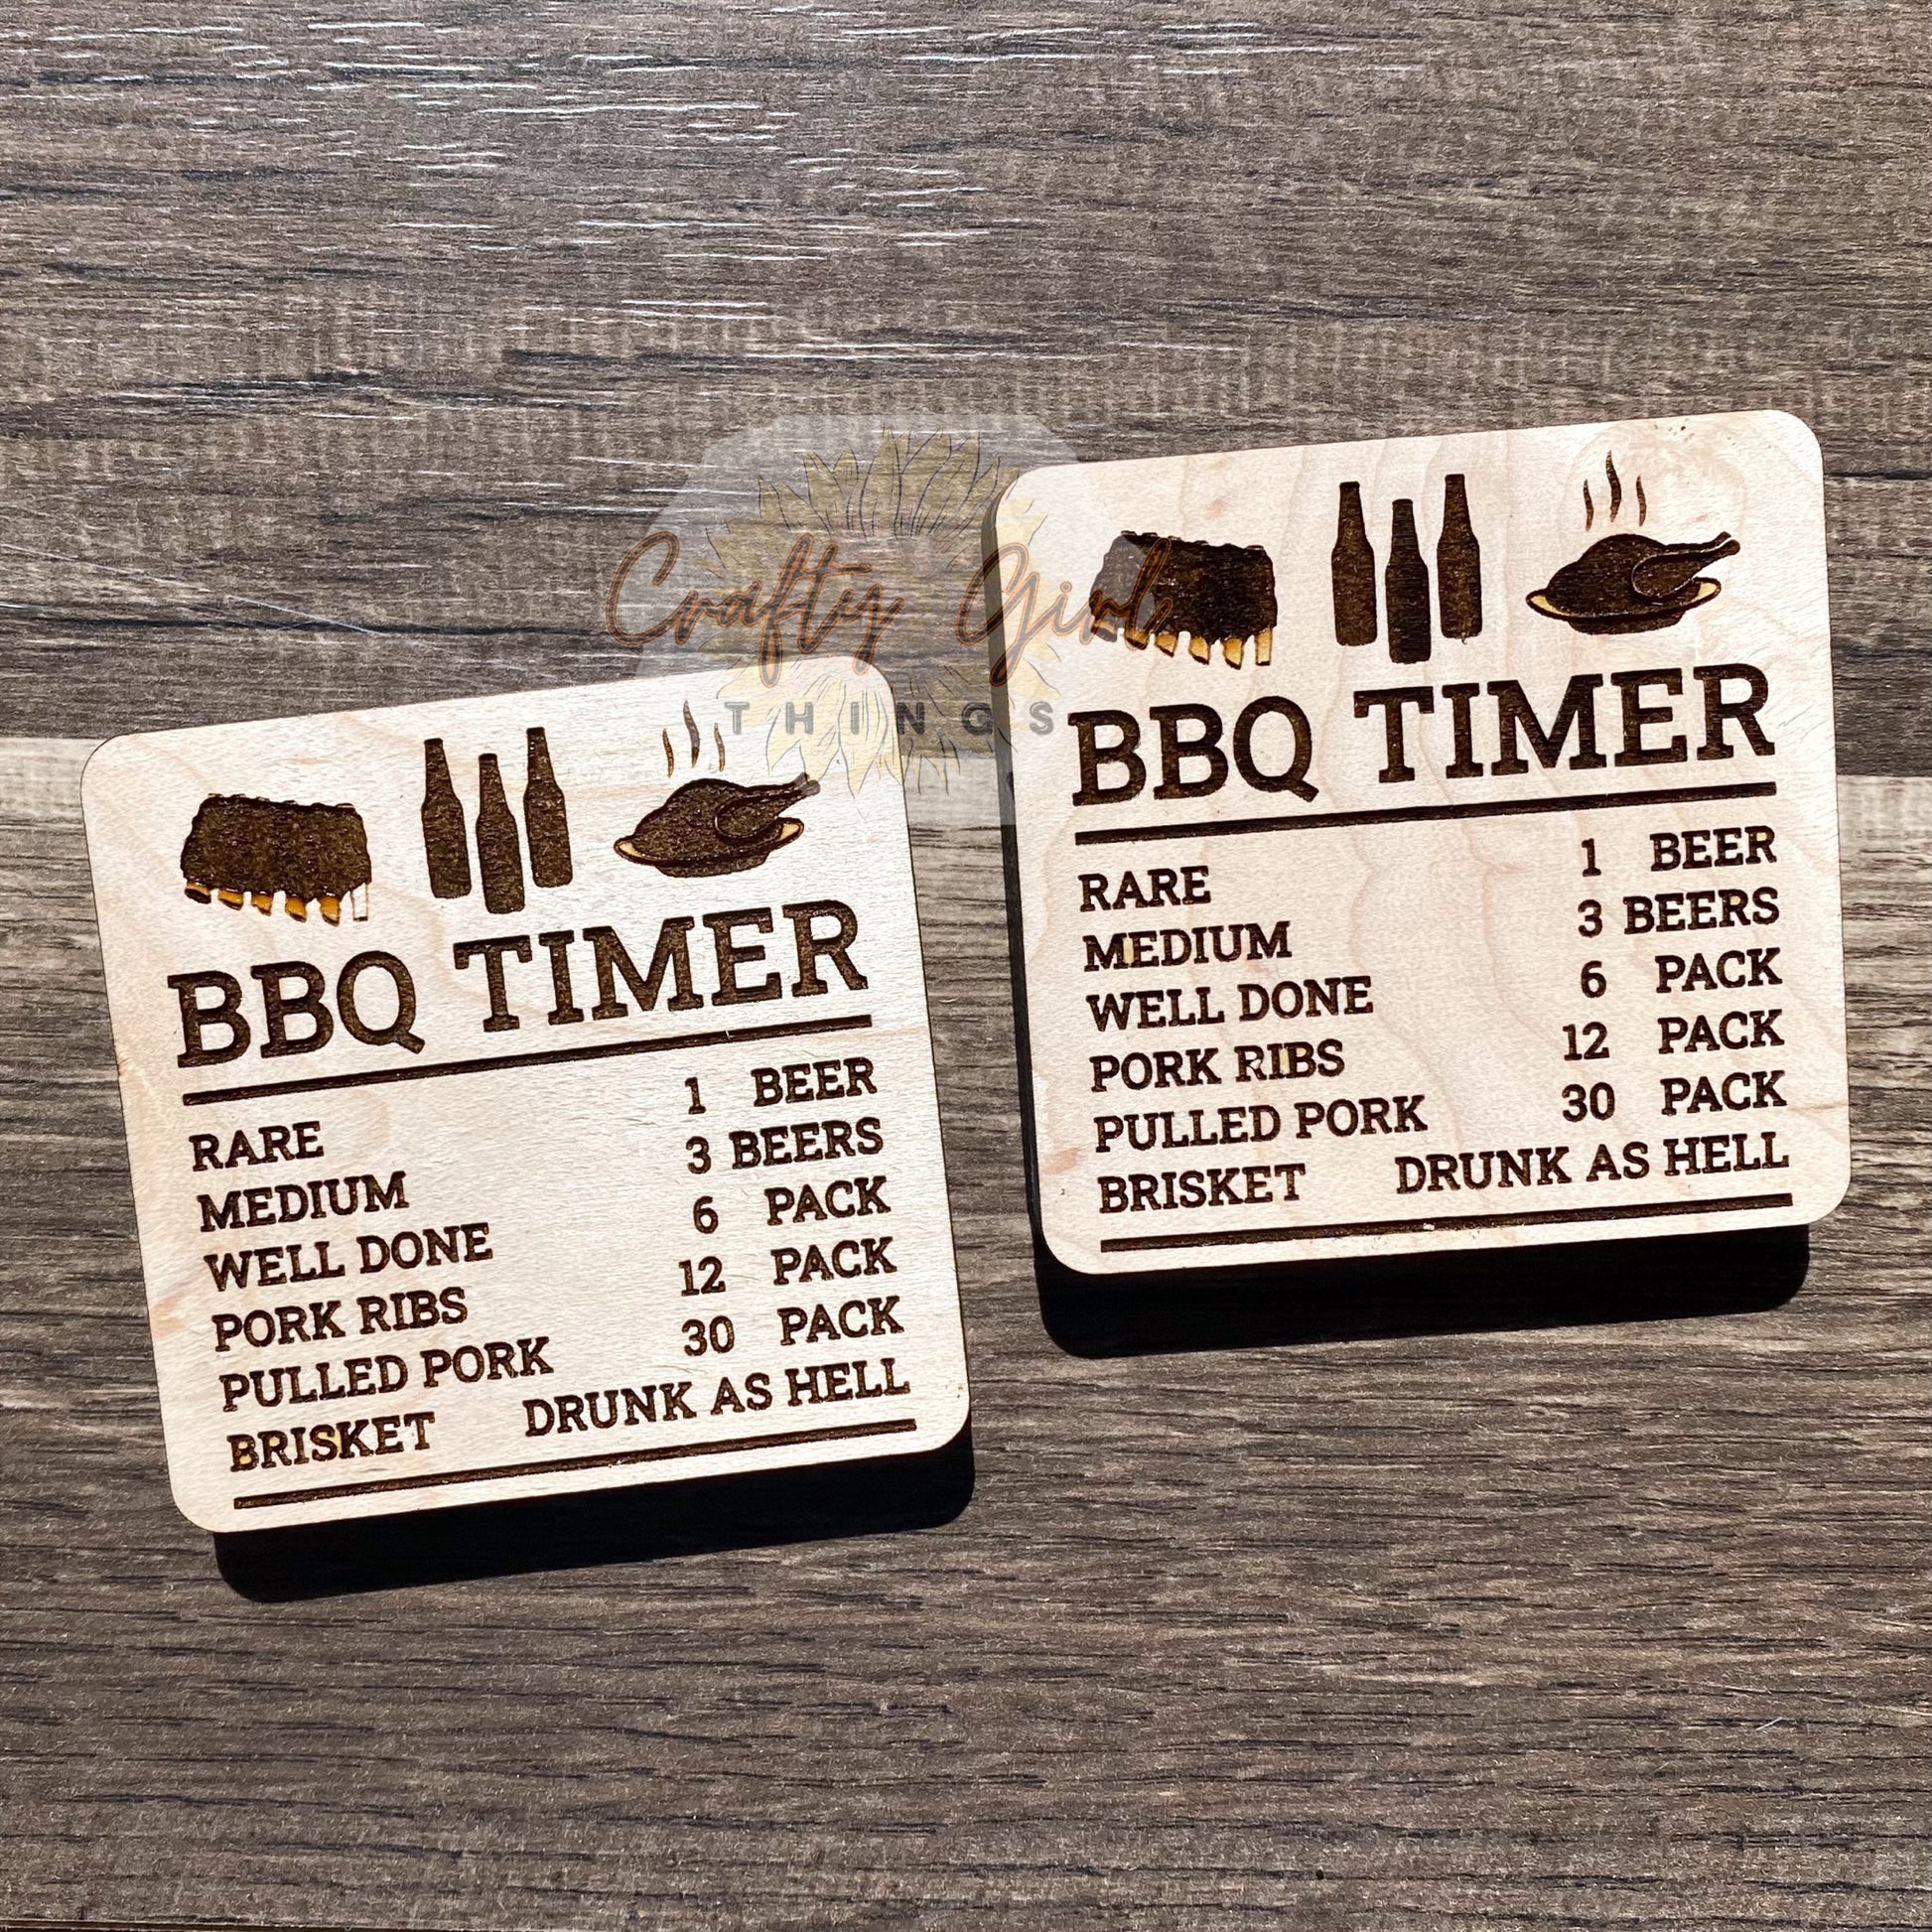 Crafty Girl
THINGS
BBQ TIMER
RARE 1 BEER
MEDIUM 3 BEERS
WELL DONE 6 PACK
PORK RIBS 12 PACK
PULLED PORK 30 PACK
BRISKET DRUNK AS HELL
BBQ TIMER
RARE 1 BEER
MEDIUM 3 BEERS
WELL DONE 6 PACK
PORK RIBS 12 PACK
PULLED PORK 30 PACK
BRISKET DRUNK AS HELL